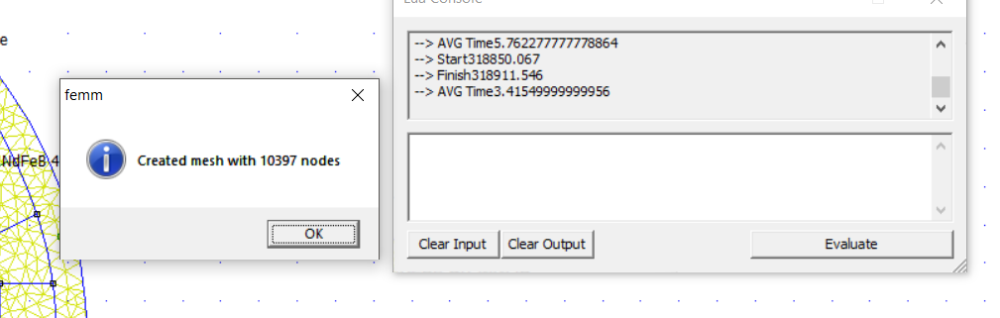 Lua Console
e
--> AVG Time5.762277777778864
--> Start318850.067
--> Finish318911.546
--> AVG Time3.41549999999956
femm
Created mesh with 10397 nodes
NdFeB 4
OK
Clear Input
Clear Output
Evaluate